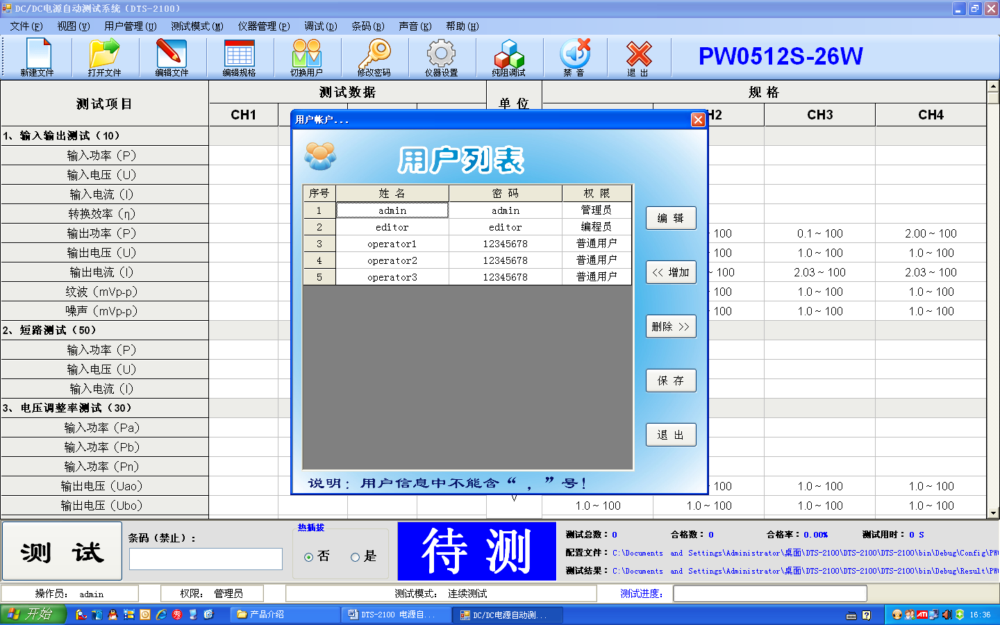 DC/DC电源自动测试系统（DTS-2100）
文件(F) 视图(V) 用户管理(U) 测试模式(M) 仪器管理(P) 调试(D) 条码(B) 声音(K) 帮助(H)
新建文件 打开文件 编辑文件 编辑规格 切换用户 修改密码 仪器设置 纯阻调试 禁 音 退 出
PW0512S-26W
测试项目 测试数据 单 位 规 格
CH1 H2 CH3 CH4
1、输入输出测试（10）
输入功率（P）
输入电压（U）
输入电流（I）
转换效率（η）
输出功率（P） 100 0.1 ~ 100 2.00 ~ 100
输出电压（U） 100 1.0 ~ 100 1.0 ~ 100
输出电流（I） ~ 100 2.03 ~ 100 2.03 ~ 100
纹波（mVp-p） 100 1.0 ~ 100 1.0 ~ 100
噪声（mVp-p） 100 1.0 ~ 100 1.0 ~ 100
2、短路测试（50）
输入功率（P）
输入电压（U）
输入电流（I）
3、电压调整率测试（30）
输入功率（Pa）
输入功率（Pb）
输入功率（Pn）
输出电压（Uao） 100 1.0 ~ 100 1.0 ~ 100
输出电压（Ubo） V 1.0 ~ 100 1.0 ~ 100 1.0 ~ 100 1.0 ~ 100
用户帐户...
用户列表
序号 姓 名 密 码 权 限
1 admin admin 管理员
2 editor editor 编程员
3 operator1 12345678 普通用户
4 operator2 12345678 普通用户
5 operator3 12345678 普通用户
编 辑
<< 增加
删除 >>
保 存
退 出
说明：用户信息中不能含“ ， ”号！
测 试
条码（禁止）：
热插拔
否 是
待 测
测试总数：0 合格数：0 合格率：0.00% 测试用时：0 S
配置文件：C:\Documents and Settings\Administrator\桌面\DTS-2100\DTS-2100\DTS-2100\bin\Debug\Config\PW
测试结果：C:\Documents and Settings\Administrator\桌面\DTS-2100\DTS-2100\DTS-2100\bin\Debug\Result\PW
操作员： admin 权限： 管理员 测试模式： 连续测试 测试进度：
开始 产品介绍 DTS-2100 电源自... DC/DC电源自动测... ATI 16:36